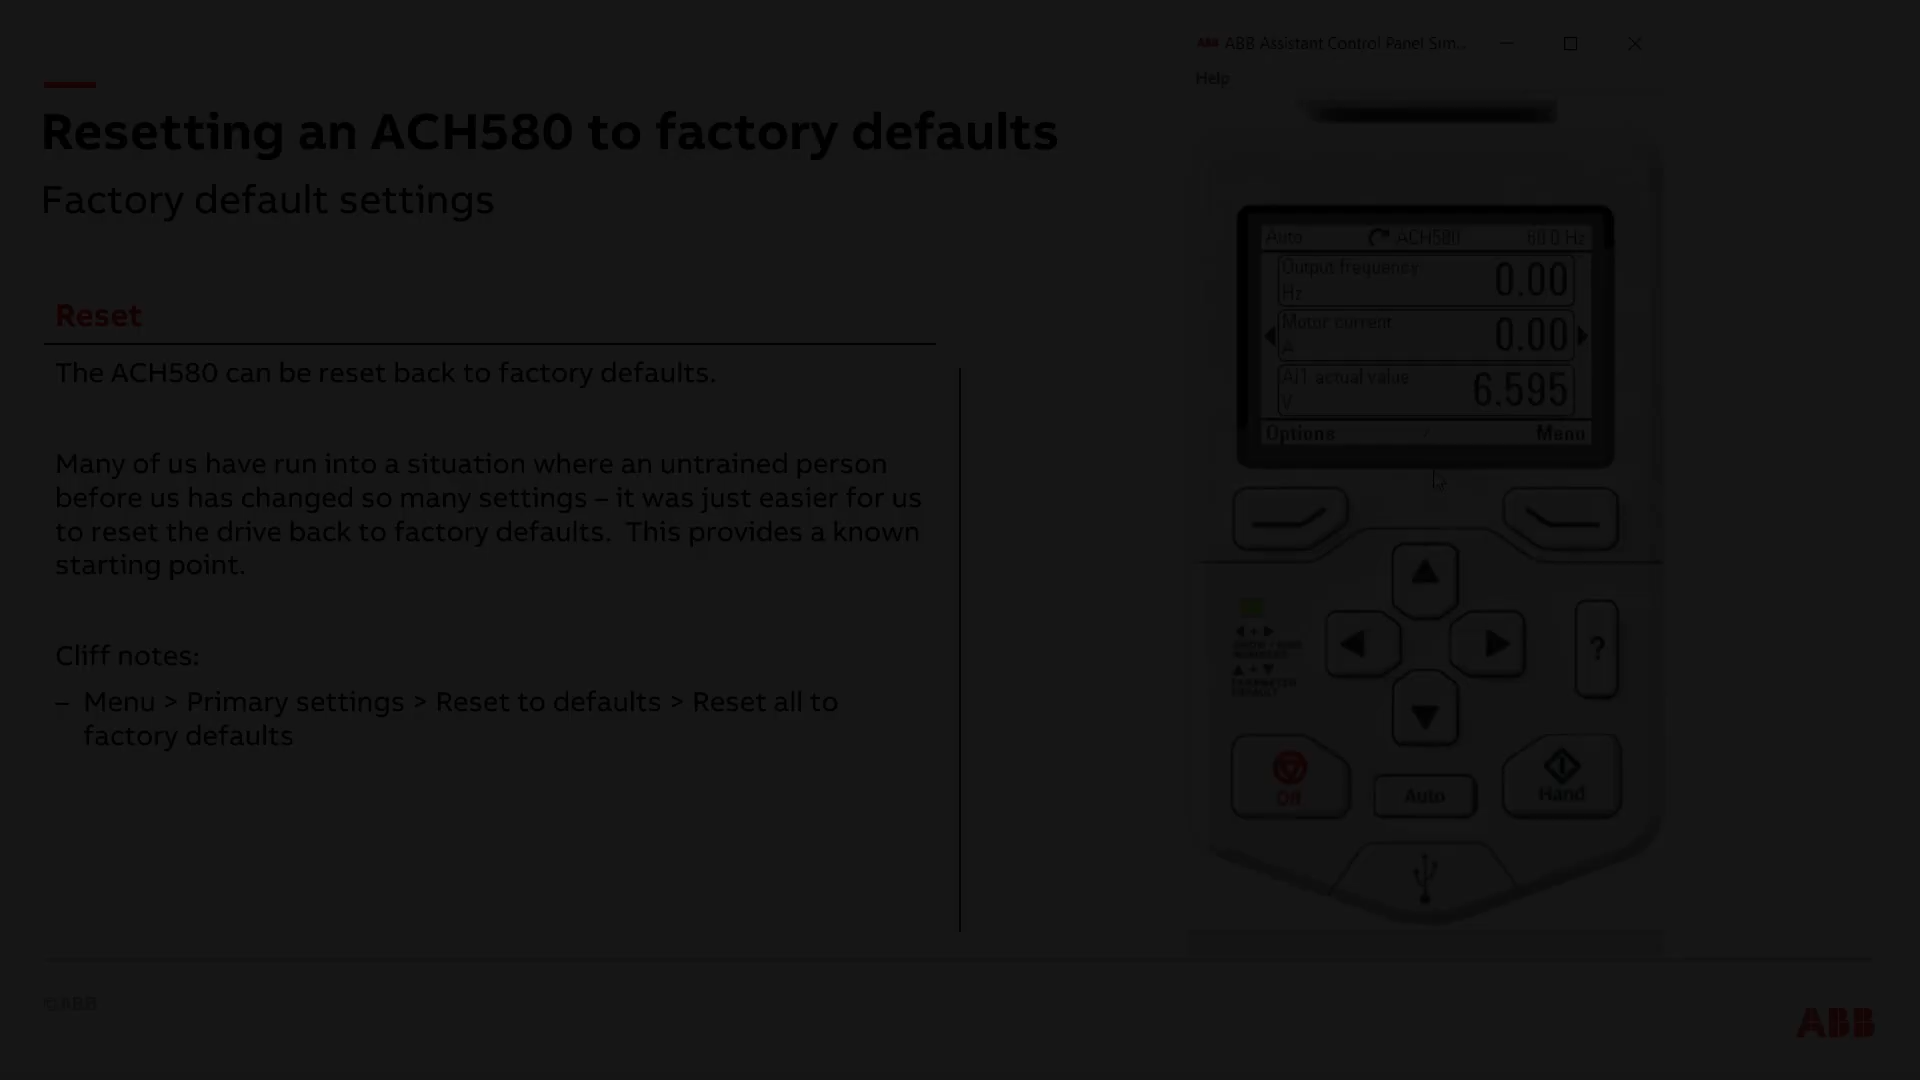 ABB ABB Assistant Control Panel Sim...
Help
Resetting an ACH580 to factory defaults
Factory default settings
Reset
The ACH580 can be reset back to factory defaults.
Many of us have run into a situation where an untrained person
before us has changed so many settings – it was just easier for us
to reset the drive back to factory defaults.  This provides a known
starting point.
Cliff notes:
– Menu > Primary settings > Reset to defaults > Reset all to
factory defaults
Auto ACH580 60.0 Hz
Output frequency
Hz 0.00
Motor current
A 0.00
AI1 actual value
V 6.595
Options Menu
?
Off Auto Hand
© ABB
ABB